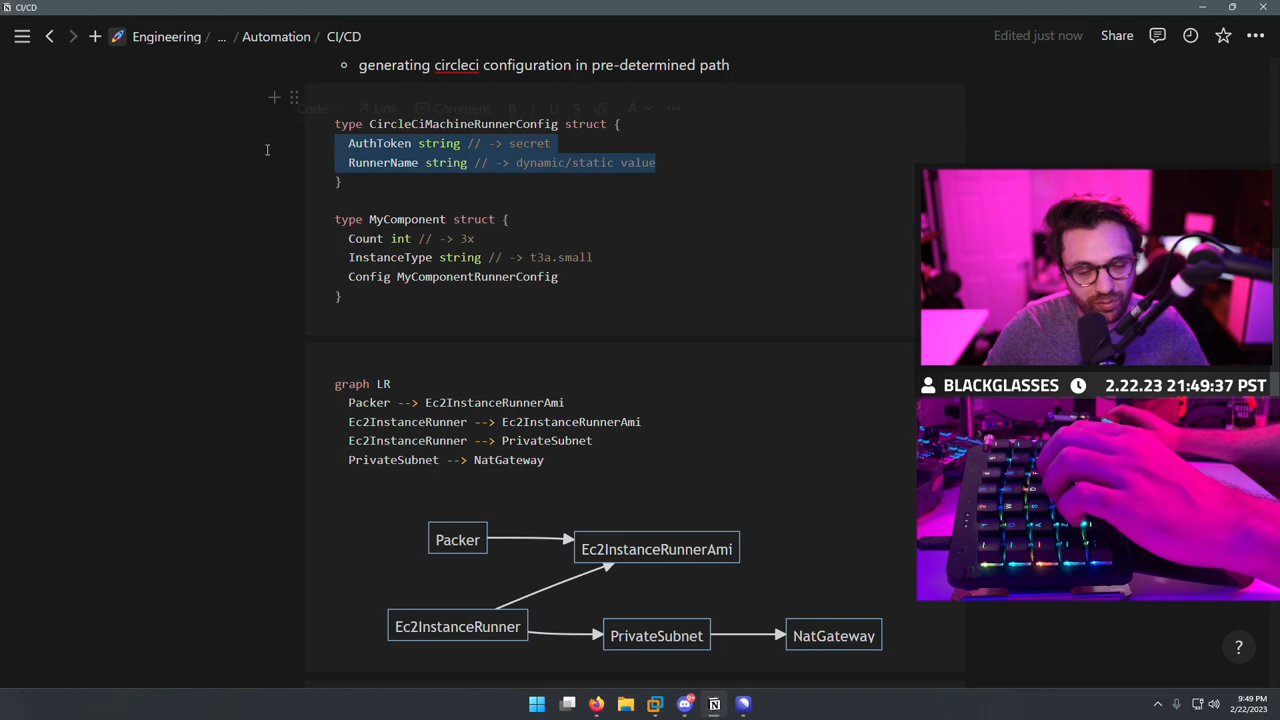 CI/CD
Engineering / ... / Automation / CI/CD
Edited just now Share
generating circleci configuration in pre-determined path
Code Link Comment B I U S A
type CircleCiMachineRunnerConfig struct {
AuthToken string // -> secret
RunnerName string // -> dynamic/static value
}
type MyComponent struct {
Count int // -> 3x
InstanceType string // -> t3a.small
Config MyComponentRunnerConfig
}
graph LR
Packer --> Ec2InstanceRunnerAmi
Ec2InstanceRunner --> Ec2InstanceRunnerAmi
Ec2InstanceRunner --> PrivateSubnet
PrivateSubnet --> NatGateway
Packer
Ec2InstanceRunnerAmi
Ec2InstanceRunner
PrivateSubnet
NatGateway
BLACKGLASSES 2.22.23 21:49:37 PST
?
9:49 PM
2/22/2023